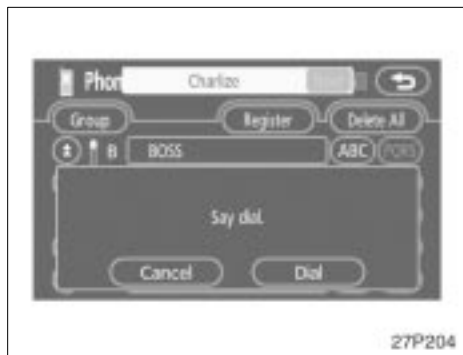 Phon Charlize
Group Register Delete All
B BOSS ABC
Say dial.
Cancel Dial
27P204